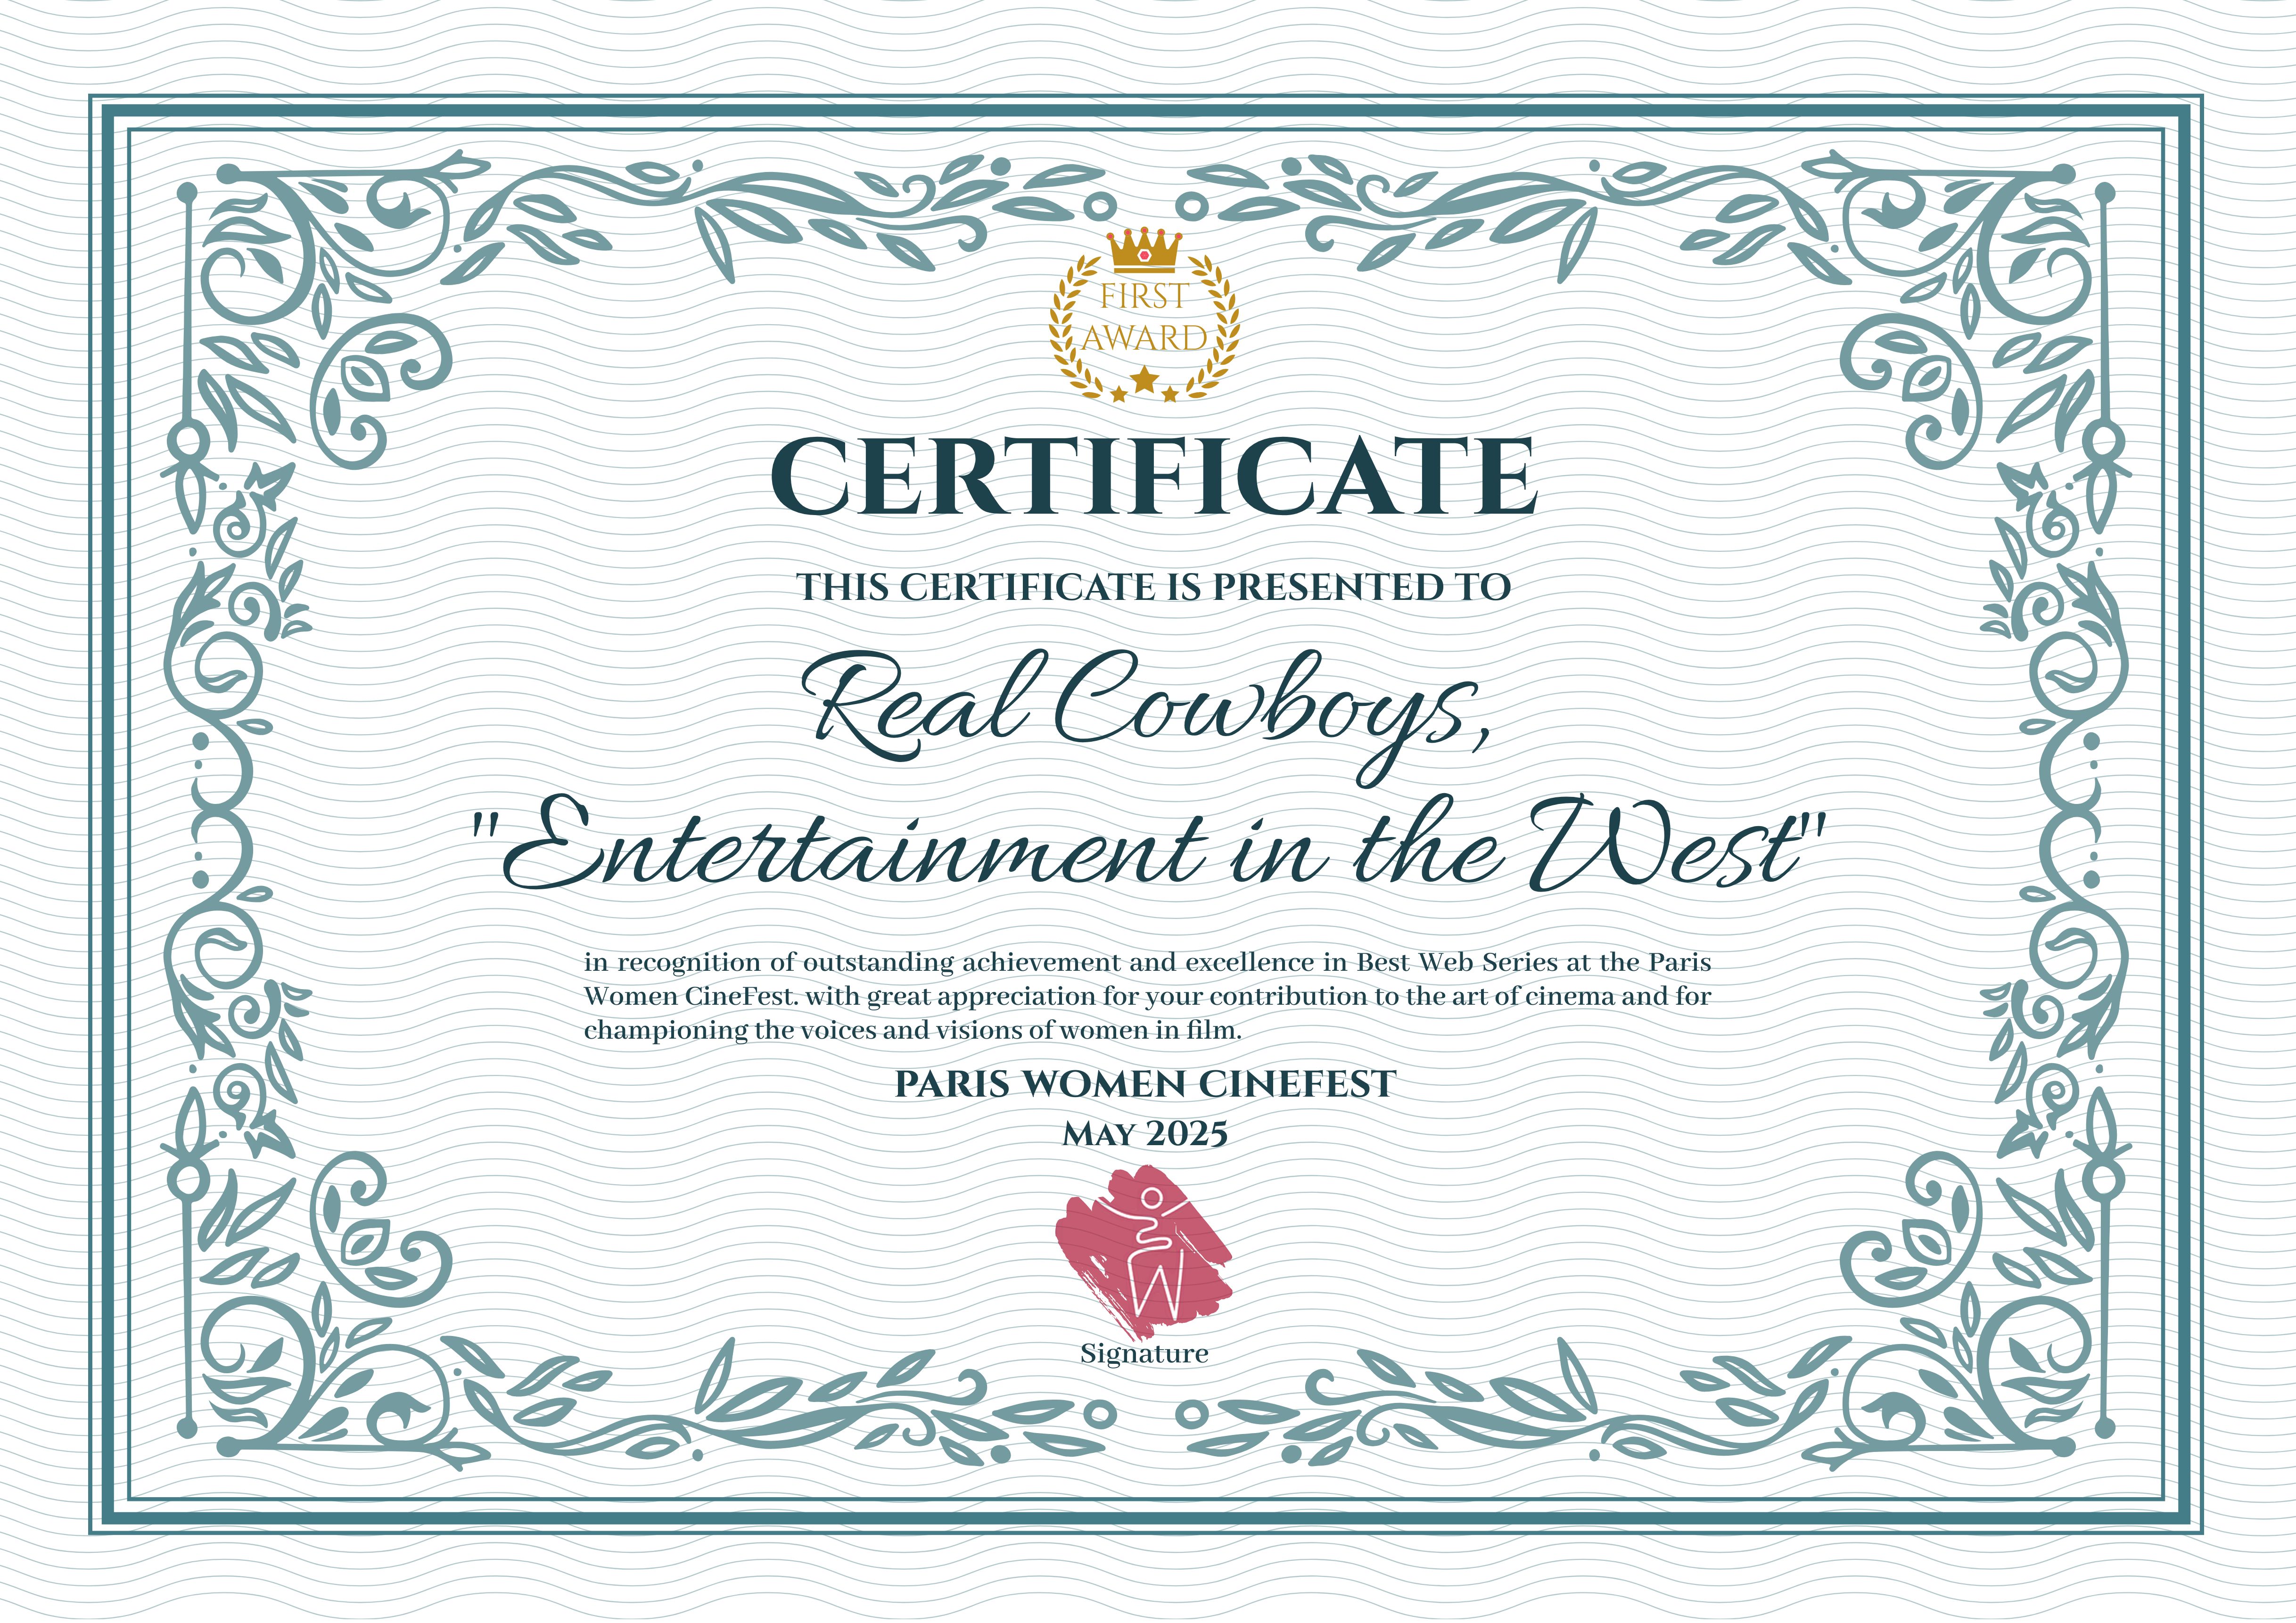 FIRST
AWARD
CERTIFICATE
THIS CERTIFICATE IS PRESENTED TO
Real Cowboys,
"Entertainment in the West"
in recognition of outstanding achievement and excellence in Best Web Series at the Paris
Women CineFest. with great appreciation for your contribution to the art of cinema and for
championing the voices and visions of women in film.
PARIS WOMEN CINEFEST
MAY 2025
W
Signature